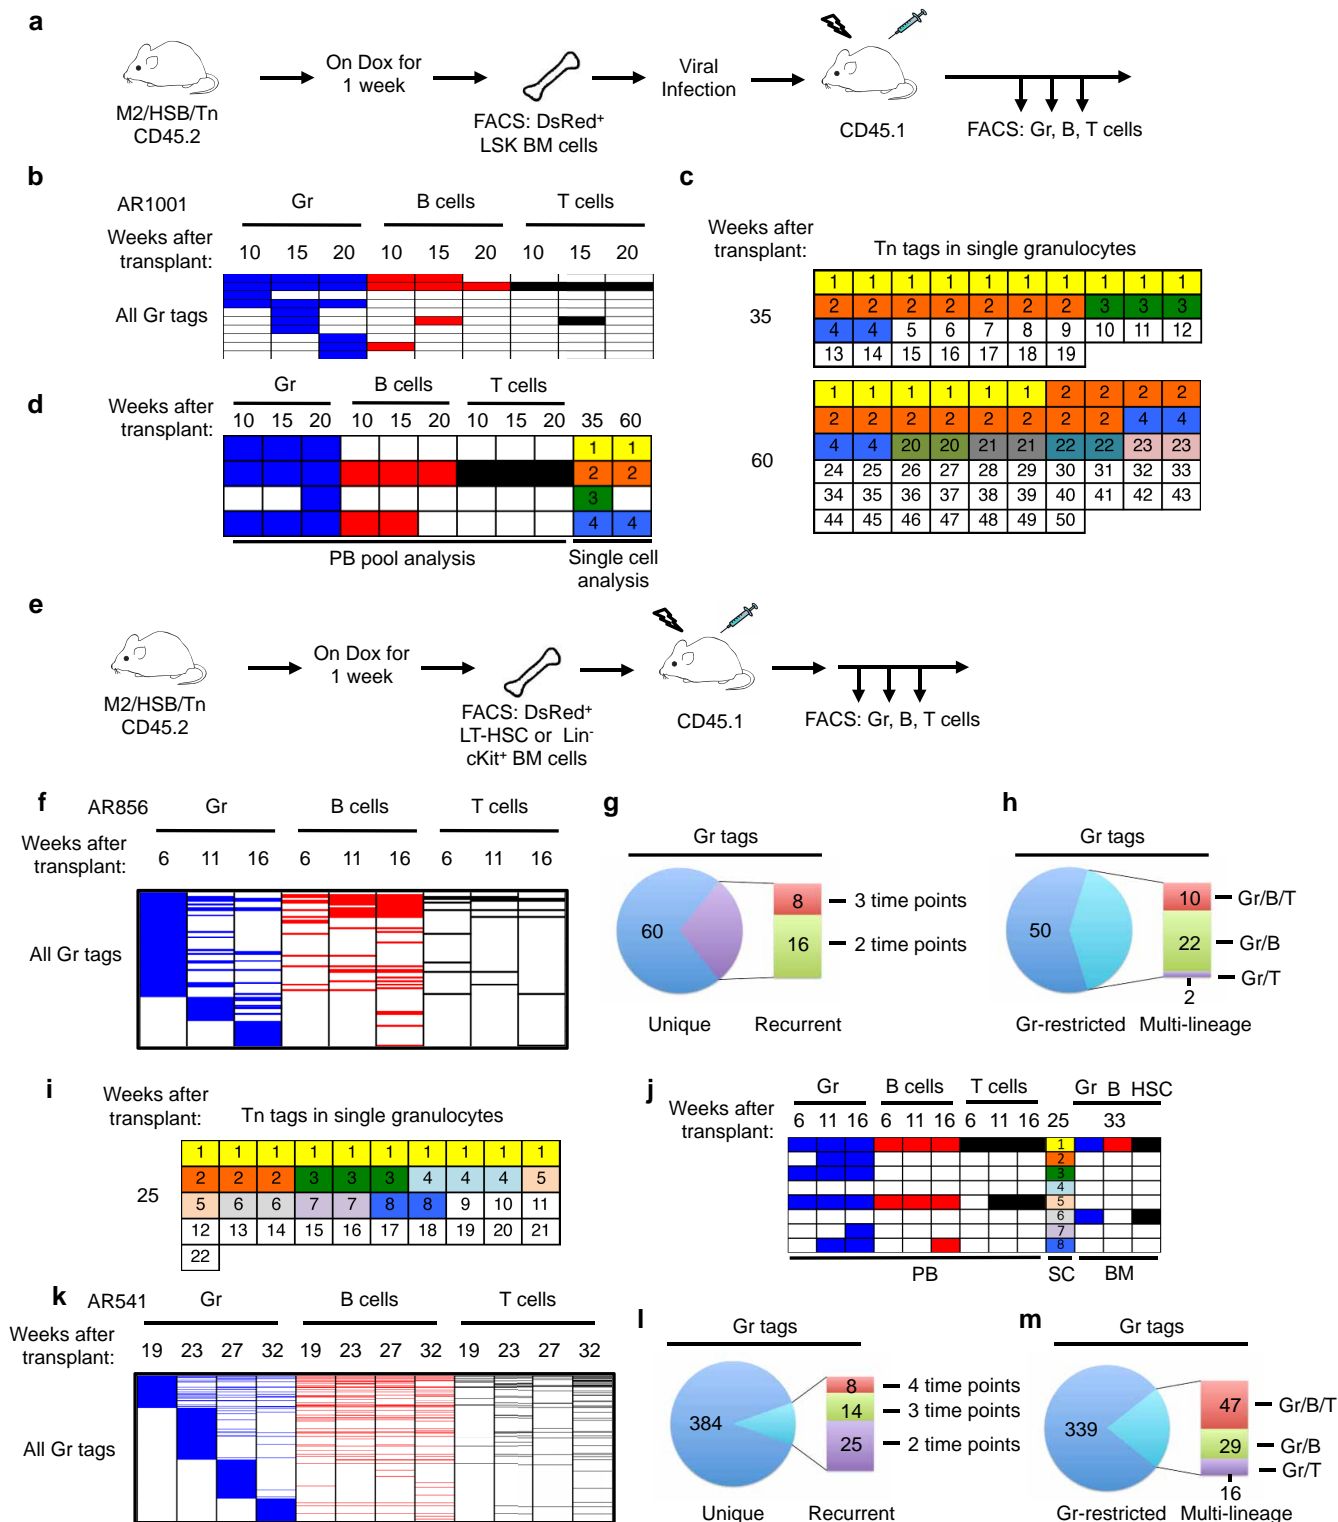 a
M2/HSB/Tn
CD45.2
On Dox for
1 week
FACS: DsRed+
LSK BM cells
Viral
Infection
CD45.1
FACS: Gr, B, T cells
b
AR1001
Gr B cells T cells
Weeks after
transplant:
10 15 20 10 15 20 10 15 20
All Gr tags
c
Weeks after
transplant:
Tn tags in single granulocytes
35
1 1 1 1 1 1 1 1 1 1
2 2 2 2 2 2 2 3 3 3
4 4 5 6 7 8 9 10 11 12
13 14 15 16 17 18 19
60
1 1 1 1 1 1 2 2 2 2
2 2 2 2 2 2 2 2 4 4
4 4 20 20 21 21 22 22 23 23
24 25 26 27 28 29 30 31 32 33
34 35 36 37 38 39 40 41 42 43
44 45 46 47 48 49 50
d
Gr B cells T cells
Weeks after
transplant:
10 15 20 10 15 20 10 15 20 35 60
1 1
2 2
3
4 4
PB pool analysis
Single cell
analysis
e
M2/HSB/Tn
CD45.2
On Dox for
1 week
FACS: DsRed+
LT-HSC or Lin-
cKit+ BM cells
CD45.1
FACS: Gr, B, T cells
f
AR856
Gr B cells T cells
Weeks after
transplant:
6 11 16 6 11 16 6 11 16
All Gr tags
g
Gr tags
60
8
16
3 time points
2 time points
Unique Recurrent
h
Gr tags
50
10
22
2
Gr/B/T
Gr/B
Gr/T
Gr-restricted Multi-lineage
i
Weeks after
transplant:
Tn tags in single granulocytes
25
1 1 1 1 1 1 1 1 1 1
2 2 2 3 3 3 4 4 4 5
5 6 6 7 7 8 8 9 10 11
12 13 14 15 16 17 18 19 20 21
22
j
Gr B cells T cells Gr B HSC
Weeks after
transplant:
6 11 16 6 11 16 6 11 16 25 33
1
2
3
4
5
6
7
8
PB SC BM
k
AR541
Gr B cells T cells
Weeks after
transplant:
19 23 27 32 19 23 27 32 19 23 27 32
All Gr tags
l
Gr tags
384
8
14
25
4 time points
3 time points
2 time points
Unique Recurrent
m
Gr tags
339
47
29
16
Gr/B/T
Gr/B
Gr/T
Gr-restricted Multi-lineage